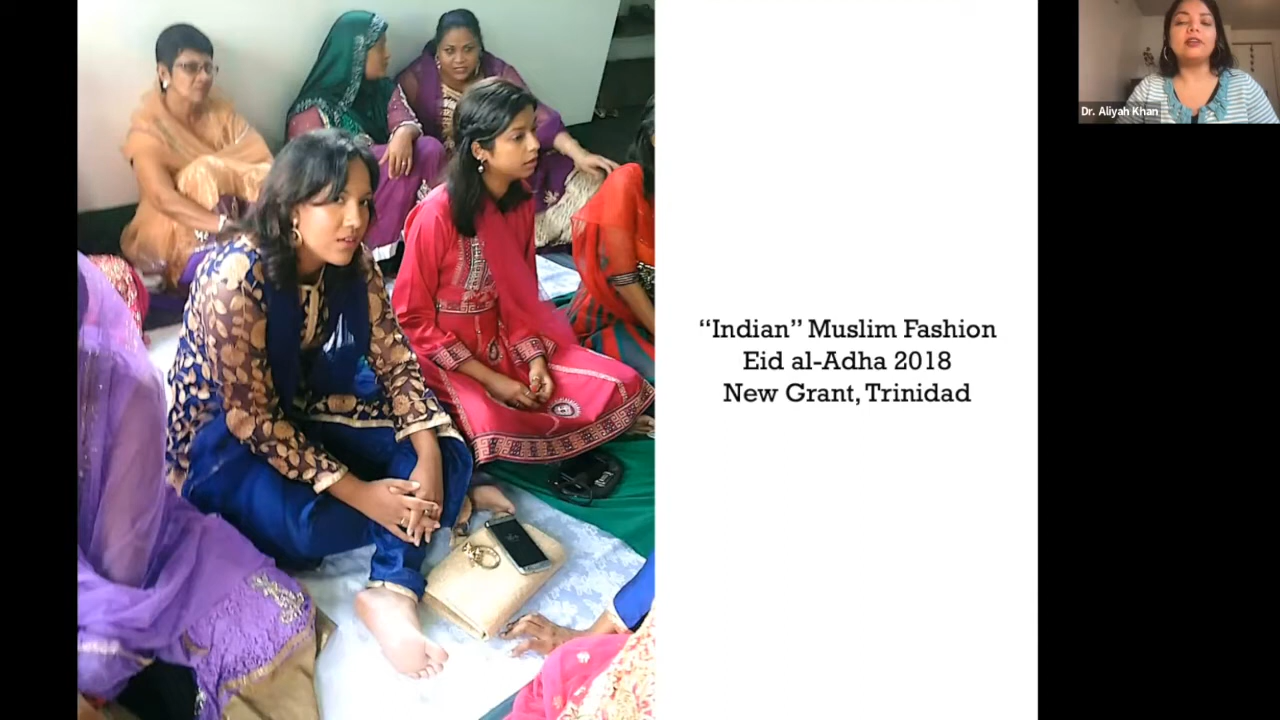 Dr. Aliyah Khan
“Indian” Muslim Fashion
Eid al-Adha 2018
New Grant, Trinidad